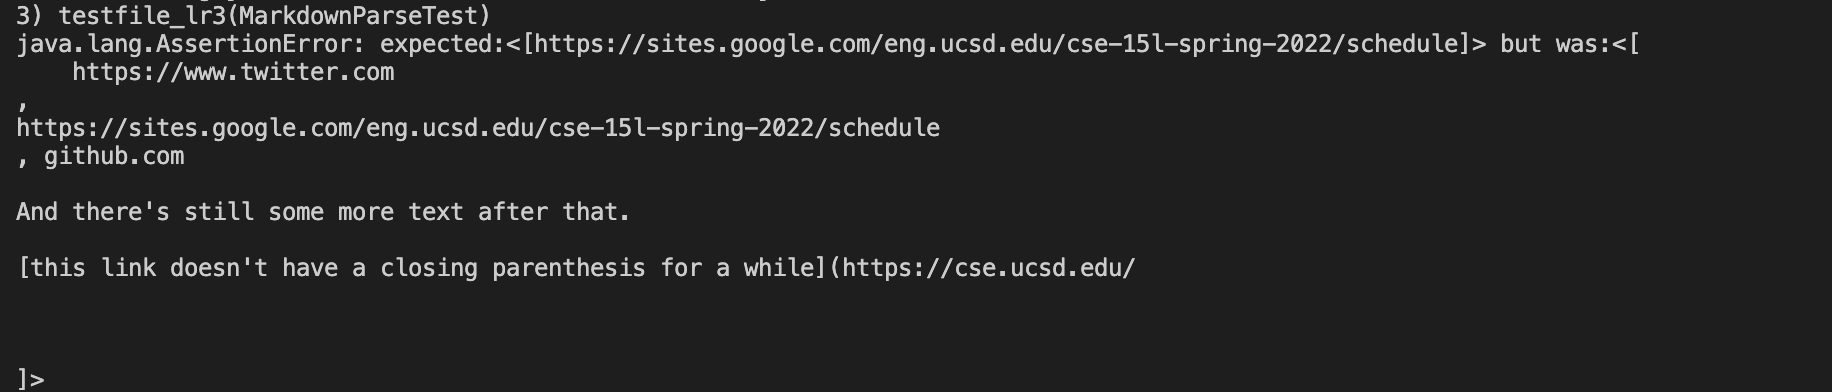 3) testfile_lr3(MarkdownParseTest)
java.lang.AssertionError: expected:<[https://sites.google.com/eng.ucsd.edu/cse-15l-spring-2022/schedule]> but was:<[
    https://www.twitter.com
,
https://sites.google.com/eng.ucsd.edu/cse-15l-spring-2022/schedule
, github.com

And there's still some more text after that.

[this link doesn't have a closing parenthesis for a while](https://cse.ucsd.edu/



]>